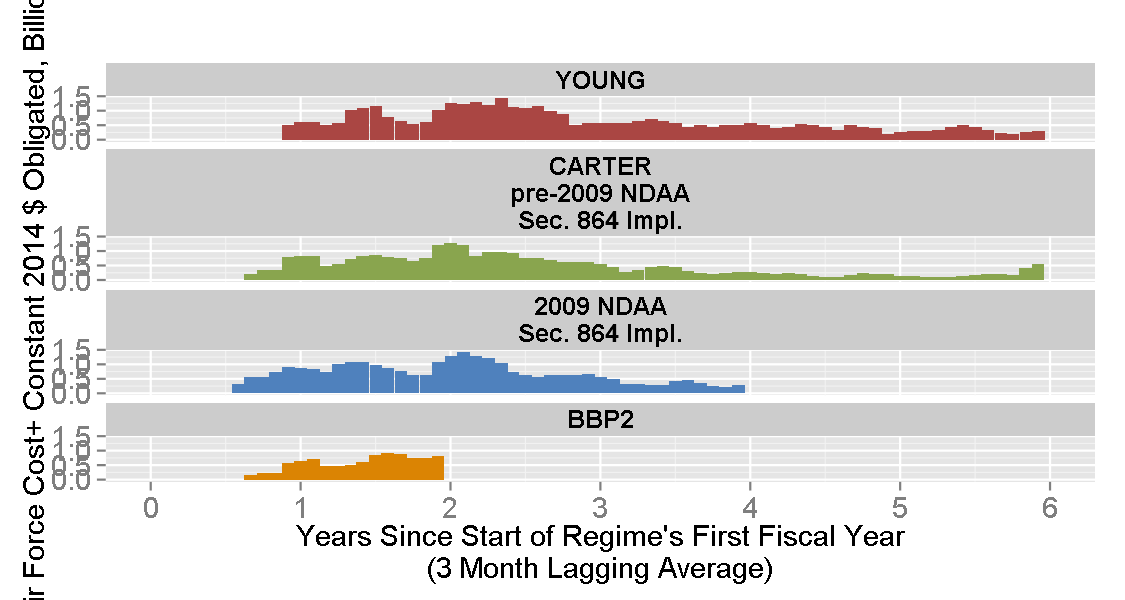 ir Force Cost+ Constant 2014 $ Obligated, Billio
YOUNG
1.5
1.0
0.5
0.0
CARTER
pre-2009 NDAA
Sec. 864 Impl.
1.5
1.0
0.5
0.0
2009 NDAA
Sec. 864 Impl.
1.5
1.0
0.5
0.0
BBP2
1.5
1.0
0.5
0.0
0 1 2 3 4 5 6
Years Since Start of Regime's First Fiscal Year
(3 Month Lagging Average)